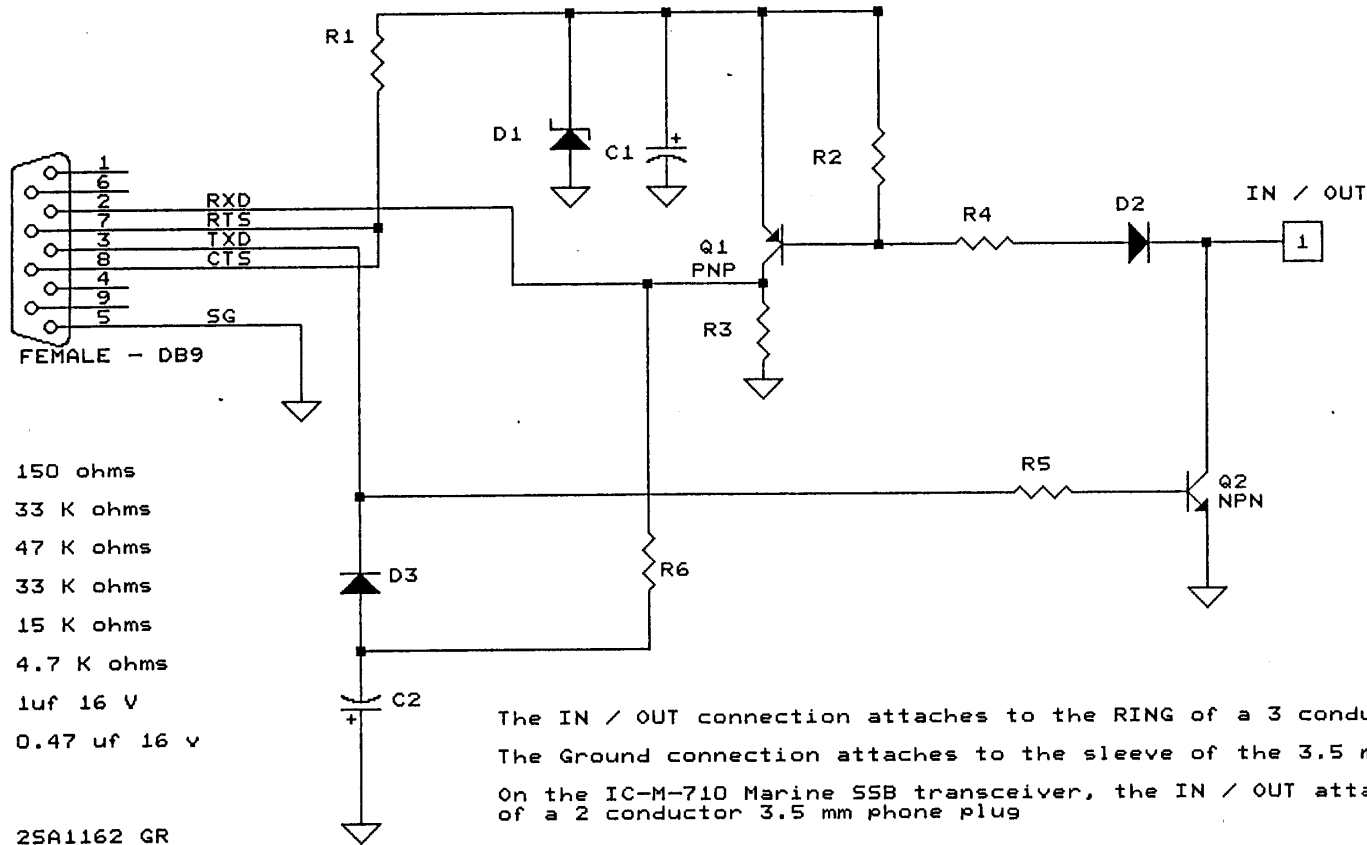 R1
D1
C1
+
R2
1
6
2 RXD
7 RTS
3 TXD
8 CTS
4
9
5 SG
FEMALE - DB9
IN / OUT
1
D2
R4
Q1
PNP
R3
R5
Q2
NPN
R6
D3
C2
+
150 ohms
33 K ohms
47 K ohms
33 K ohms
15 K ohms
4.7 K ohms
1uf 16 V
0.47 uf 16 v
2SA1162 GR
The IN / OUT connection attaches to the RING of a 3 condu
The Ground connection attaches to the sleeve of the 3.5 m
On the IC-M-710 Marine SSB transceiver, the IN / OUT atta
of a 2 conductor 3.5 mm phone plug